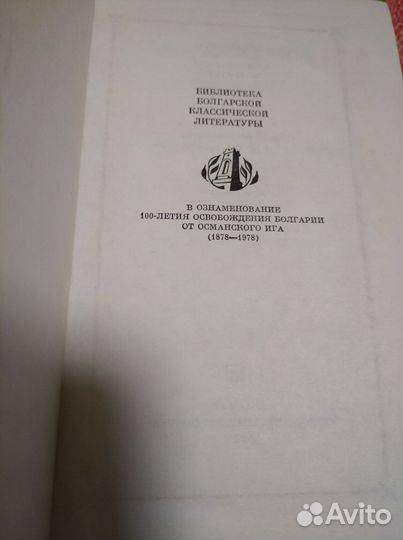 БИБЛИОТЕКА
БОЛГАРСКОЙ
КЛАССИЧЕСКОЙ
ЛИТЕРАТУРЫ
В ОЗНАМЕНОВАНИЕ
100-ЛЕТИЯ ОСВОБОЖДЕНИЯ БОЛГАРИИ
ОТ ОСМАНСКОГО ИГА
(1878—1978)
Avito